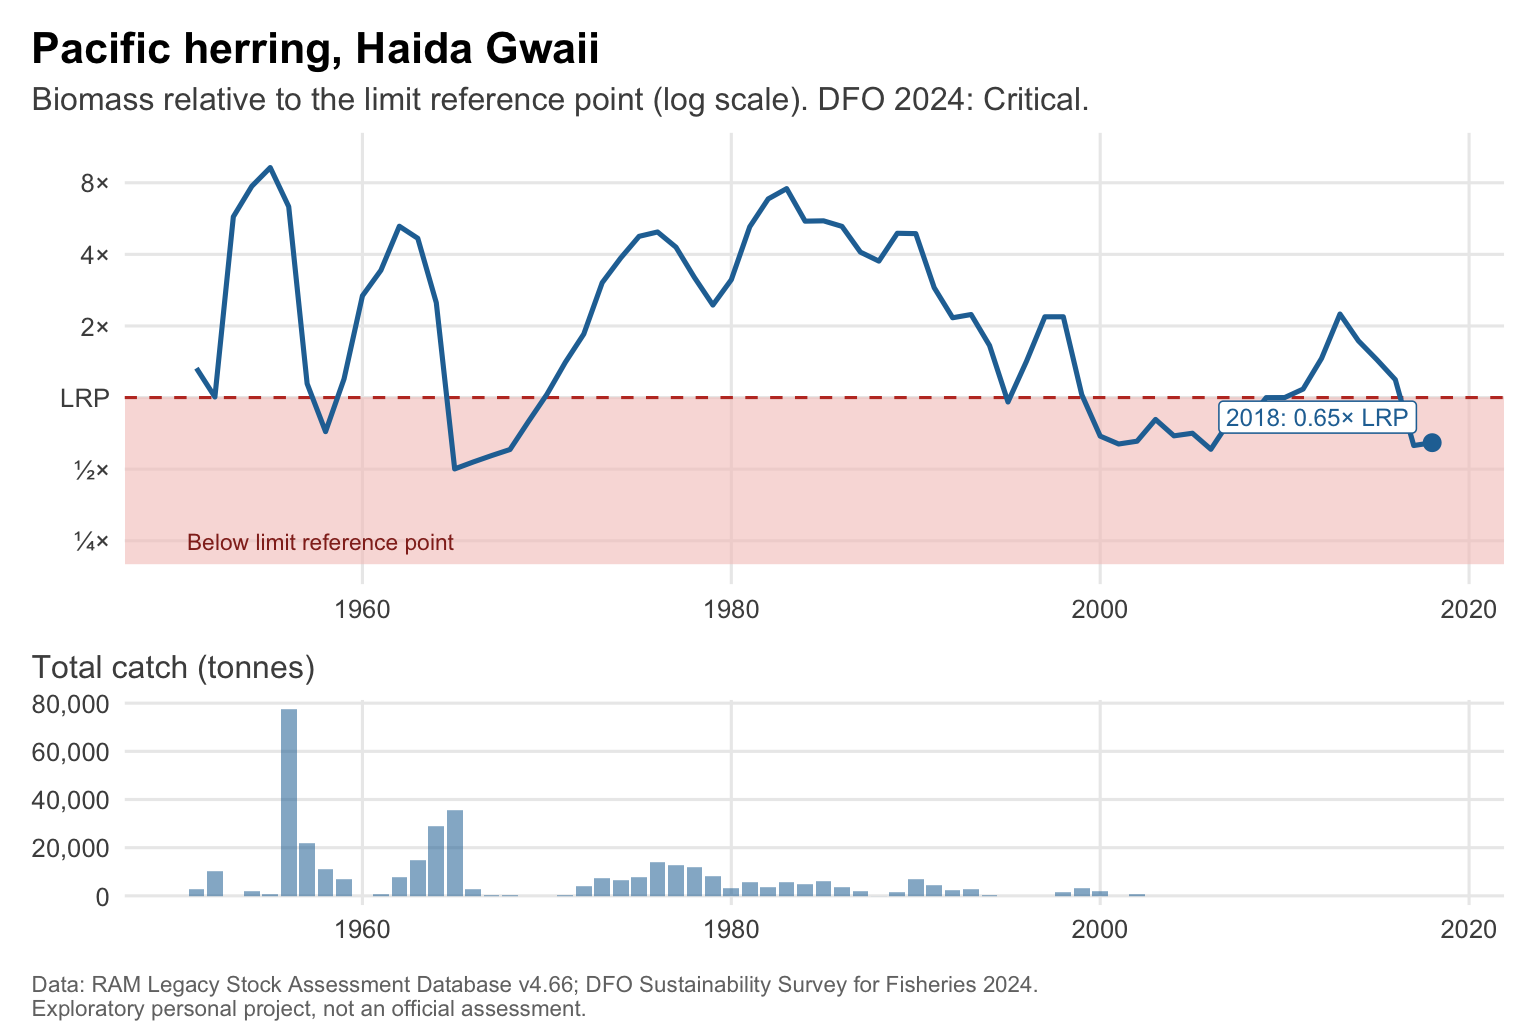 Pacific herring, Haida Gwaii
Biomass relative to the limit reference point (log scale). DFO 2024: Critical.
8×
4×
2×
LRP
½×
¼×
2018: 0.65× LRP
Below limit reference point
1960 1980 2000 2020
Total catch (tonnes)
80,000
60,000
40,000
20,000
0
1960 1980 2000 2020
Data: RAM Legacy Stock Assessment Database v4.66; DFO Sustainability Survey for Fisheries 2024.
Exploratory personal project, not an official assessment.